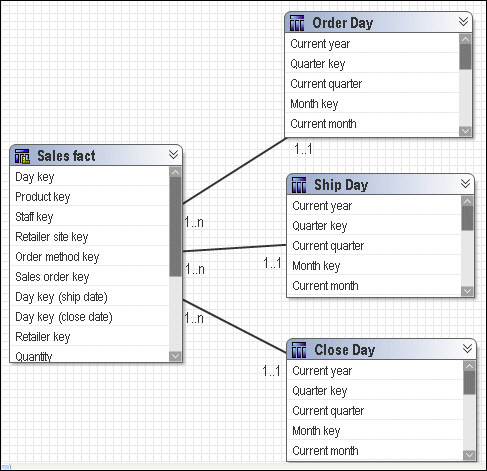 Order Day
Current year
Quarter key
Current quarter
Month key
Current month
1..1
Sales fact
Day key
Product key
Staff key
Retailer site key
Order method key
Sales order key
Day key (ship date)
Day key (close date)
Retailer key
Quantity
1..n
1..n
1..n
Ship Day
Current year
Quarter key
Current quarter
Month key
Current month
1..1
Close Day
Current year
Quarter key
Current quarter
Month key
Current month
1..1